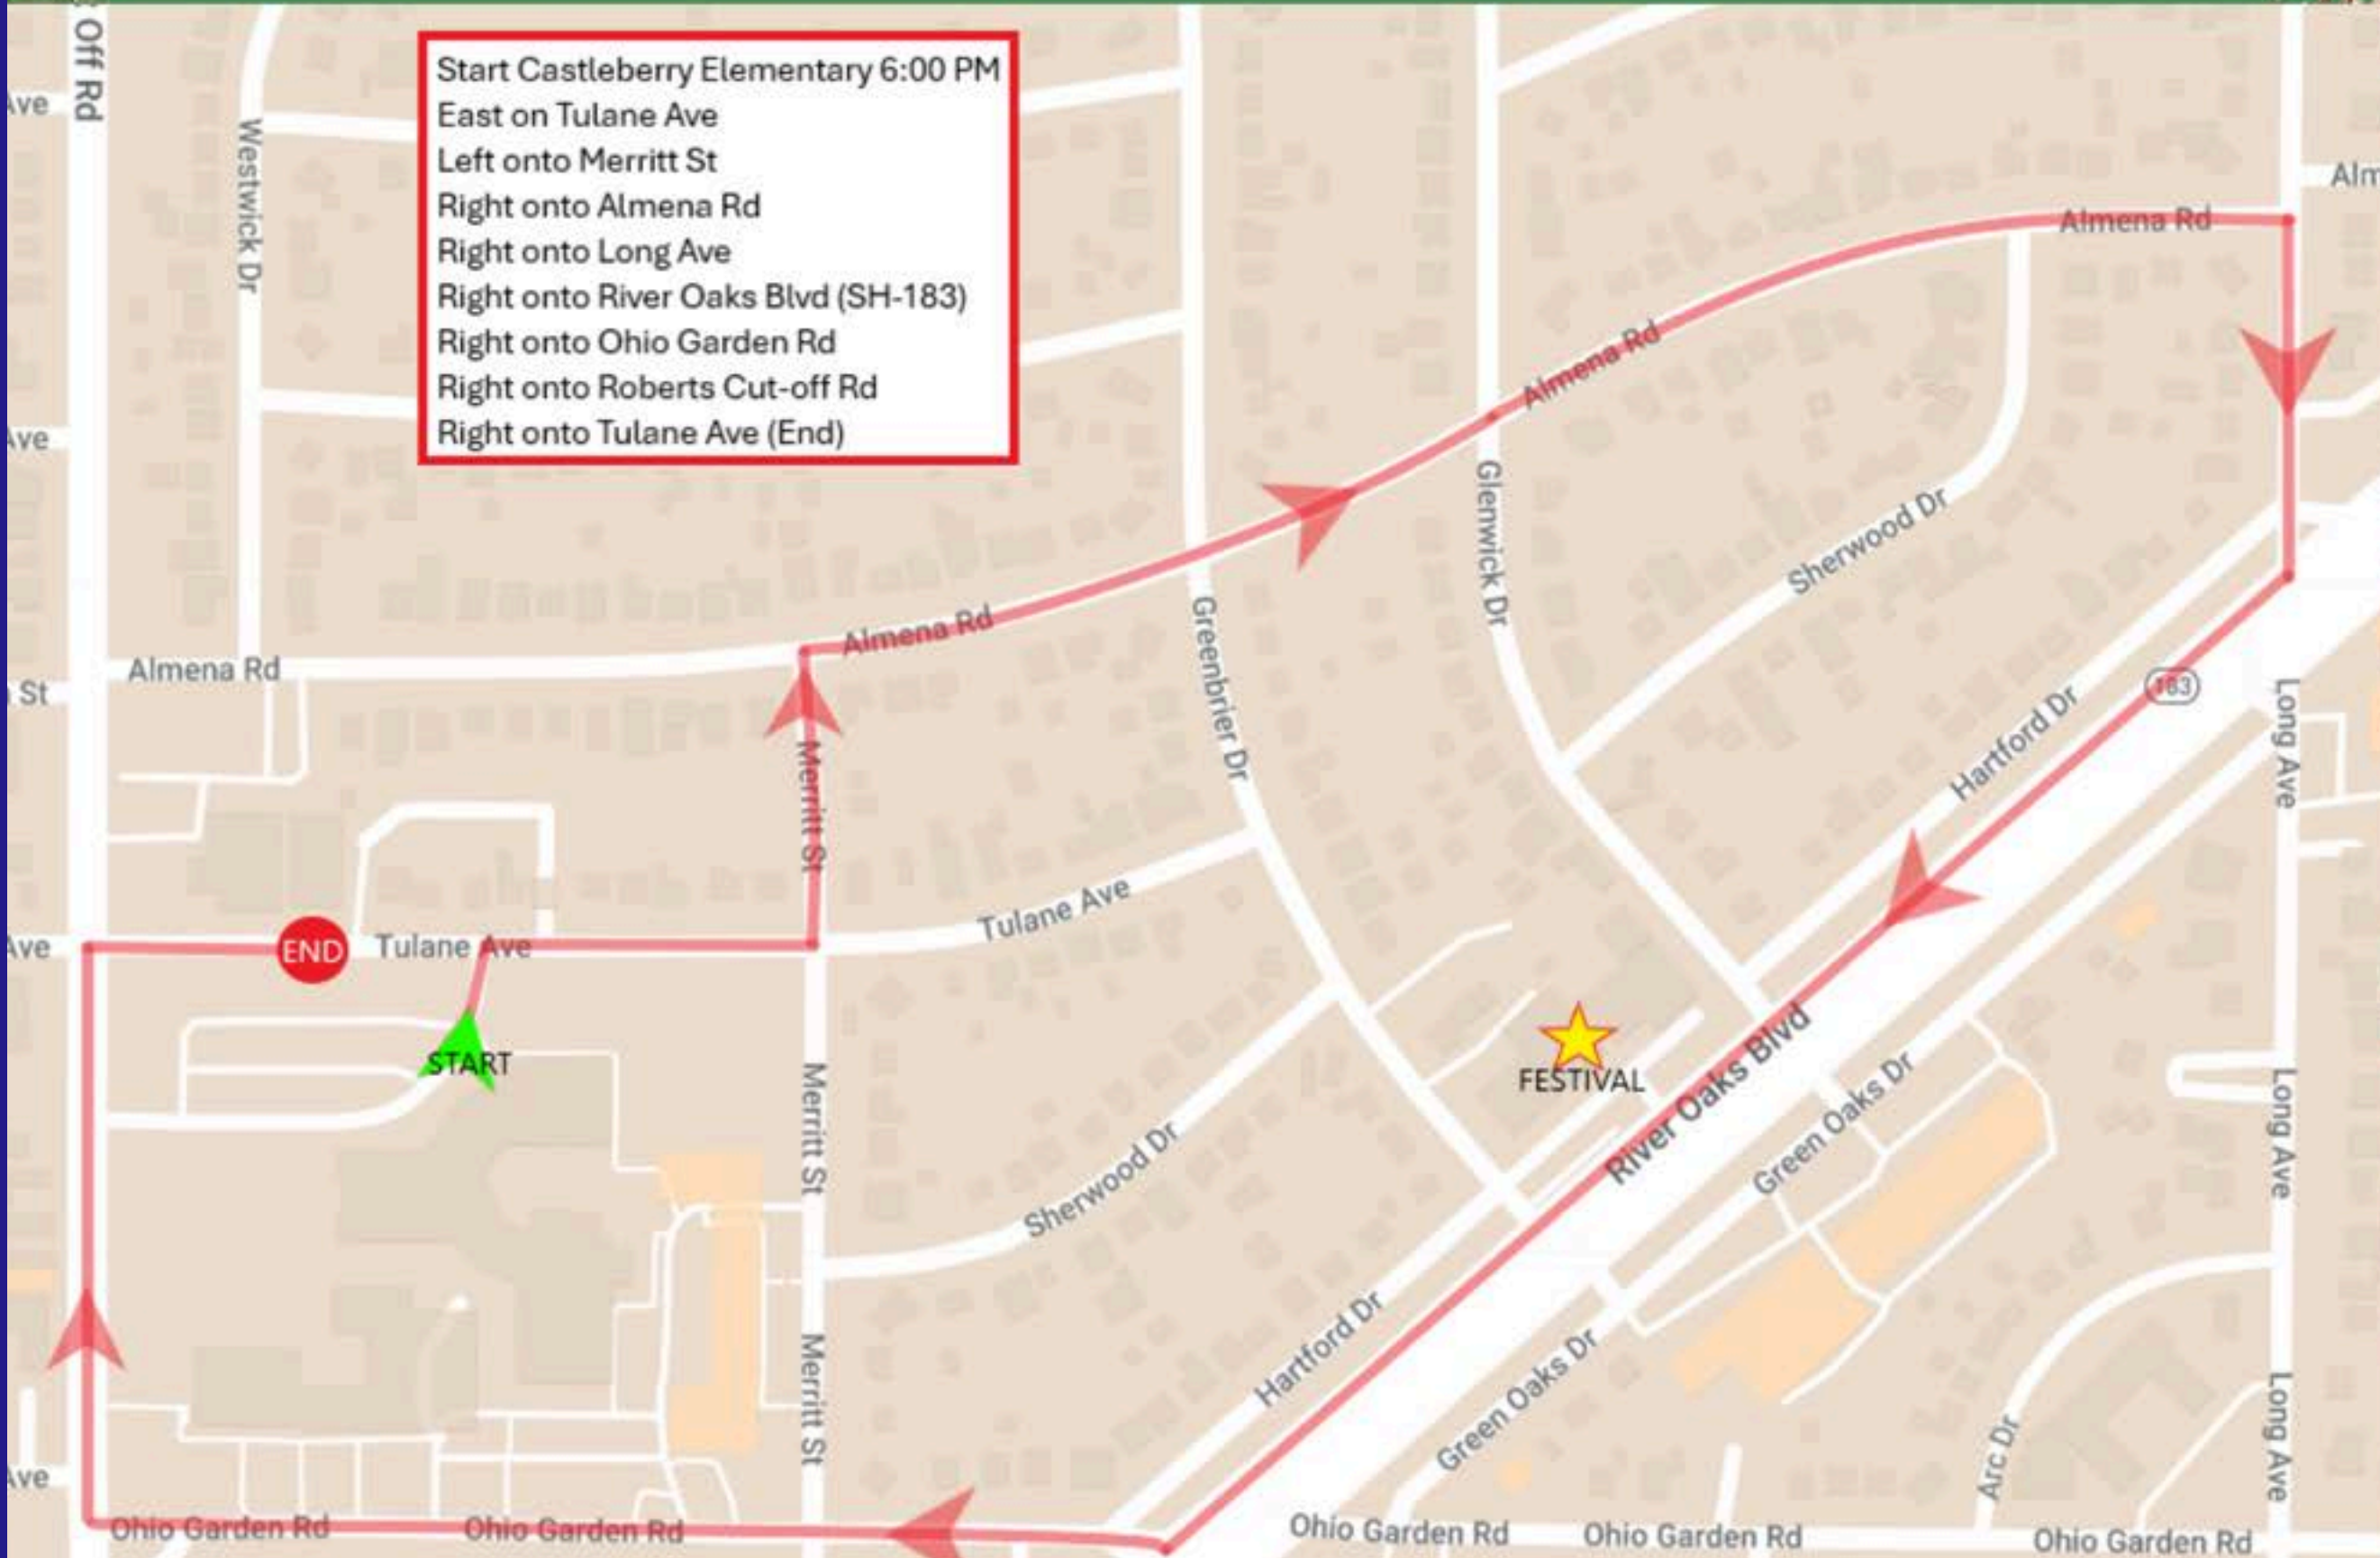 Off Rd
Start Castleberry Elementary 6:00 PM
East on Tulane Ave
Left onto Merritt St
Right onto Almena Rd
Right onto Long Ave
Right onto River Oaks Blvd (SH-183)
Right onto Ohio Garden Rd
Right onto Roberts Cut-off Rd
Right onto Tulane Ave (End)
Ave
Westwick Dr
Alm
Almena Rd
Almena Rd
Ave
Glenwick Dr
Sherwood Dr
Almena Rd
Greenbrier Dr
Almena Rd
St
183
Long Ave
Hartford Dr
Merritt St
Tulane Ave
Ave
END
Tulane Ave
START
FESTIVAL
River Oaks Blvd
Green Oaks Dr
Long Ave
Merritt St
Sherwood Dr
Hartford Dr
Green Oaks Dr
Merritt St
Arc Dr
Long Ave
Ave
Ohio Garden Rd
Ohio Garden Rd
Ohio Garden Rd
Ohio Garden Rd
Ohio Garden Rd